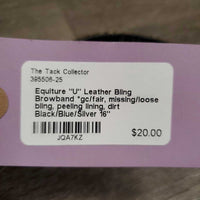 The Tack Collector
395506-25
Equiture "U" Leather Bling
Browband *gc/fair, missing/loose
bling, peeling lining, dirt
Black/Blue/Silver 16"
$20.00
JQA7KZ